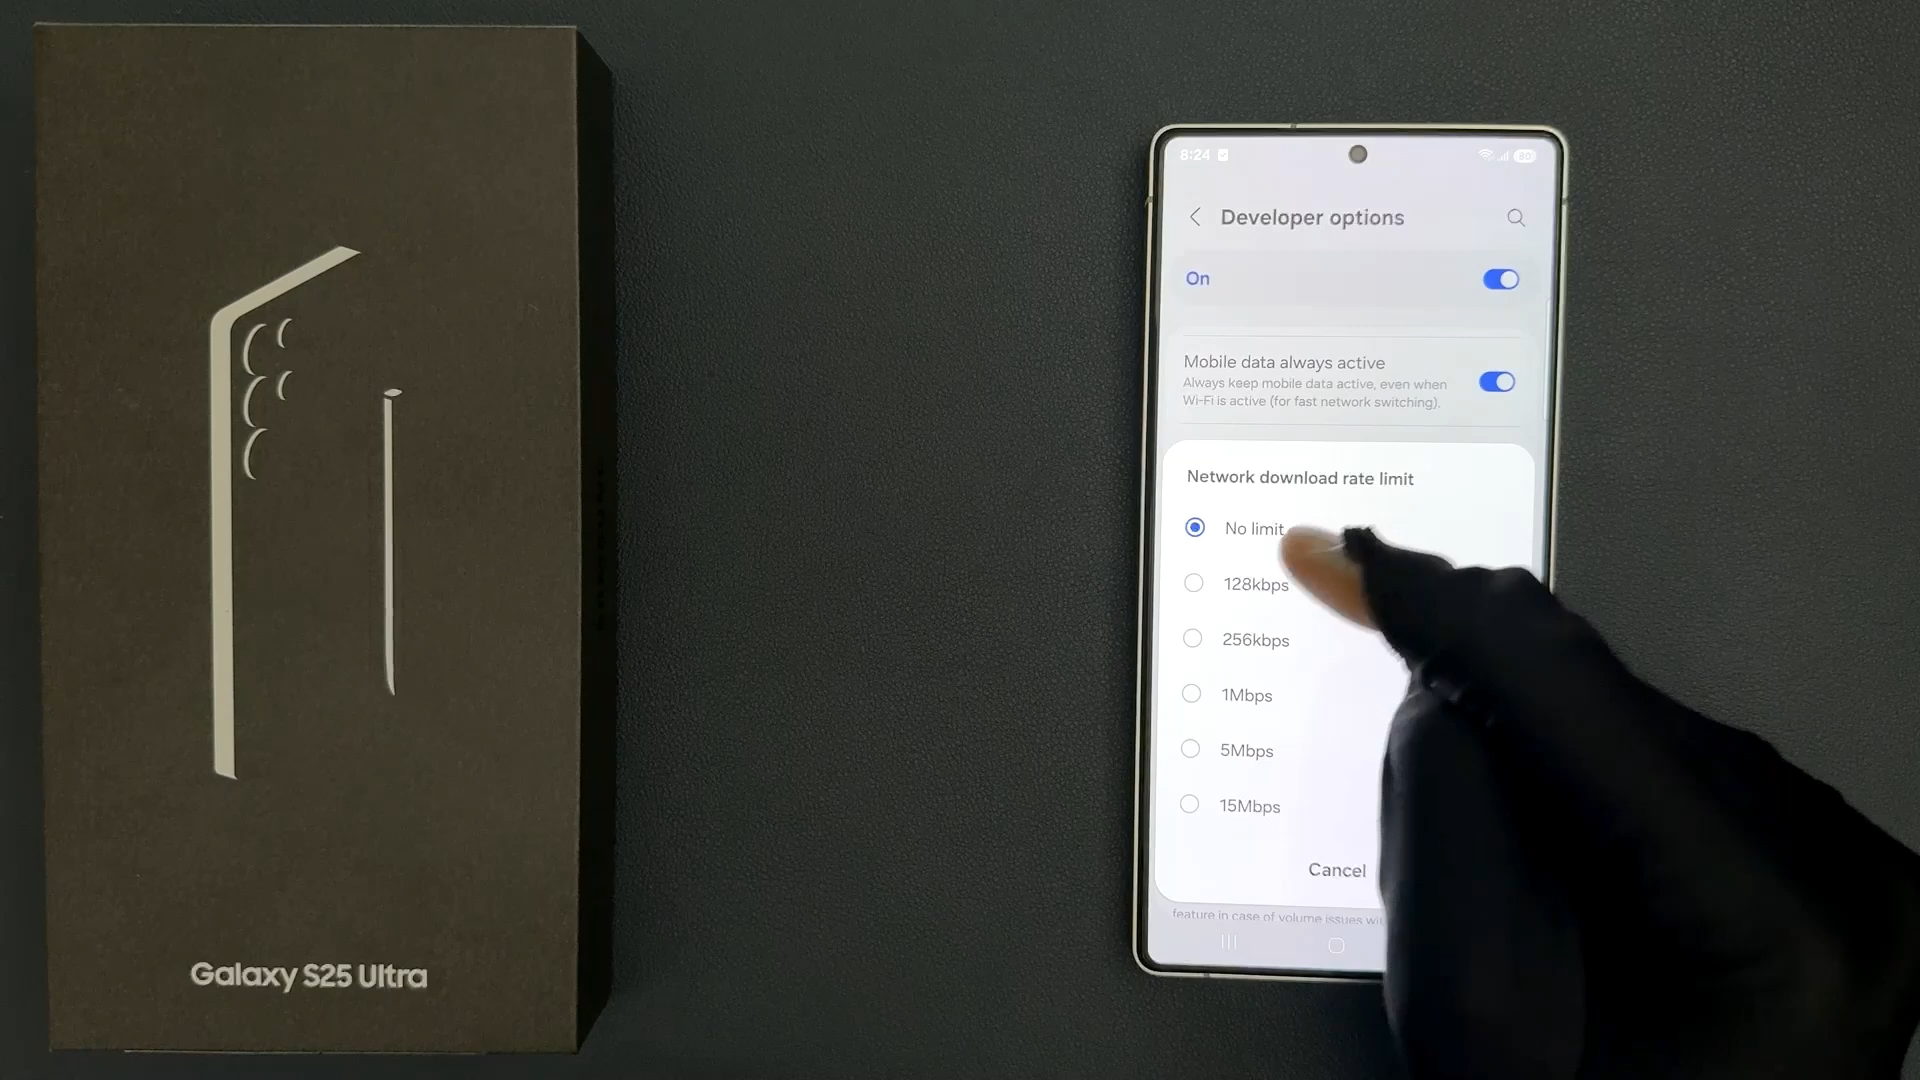 Galaxy S25 Ultra
8:24
80
Developer options
On
Mobile data always active
Always keep mobile data active, even when
Wi-Fi is active (for fast network switching).
Network download rate limit
No limit
128kbps
256kbps
1Mbps
5Mbps
15Mbps
Cancel
feature in case of volume issues